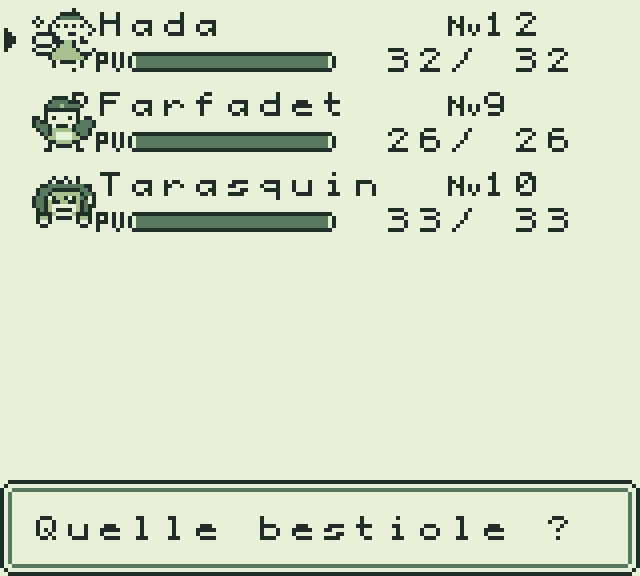 Hada Nv12
PV 32/ 32
Farfadet Nv9
PV 26/ 26
Tarasquin Nv10
PV 33/ 33
Quelle bestiole ?